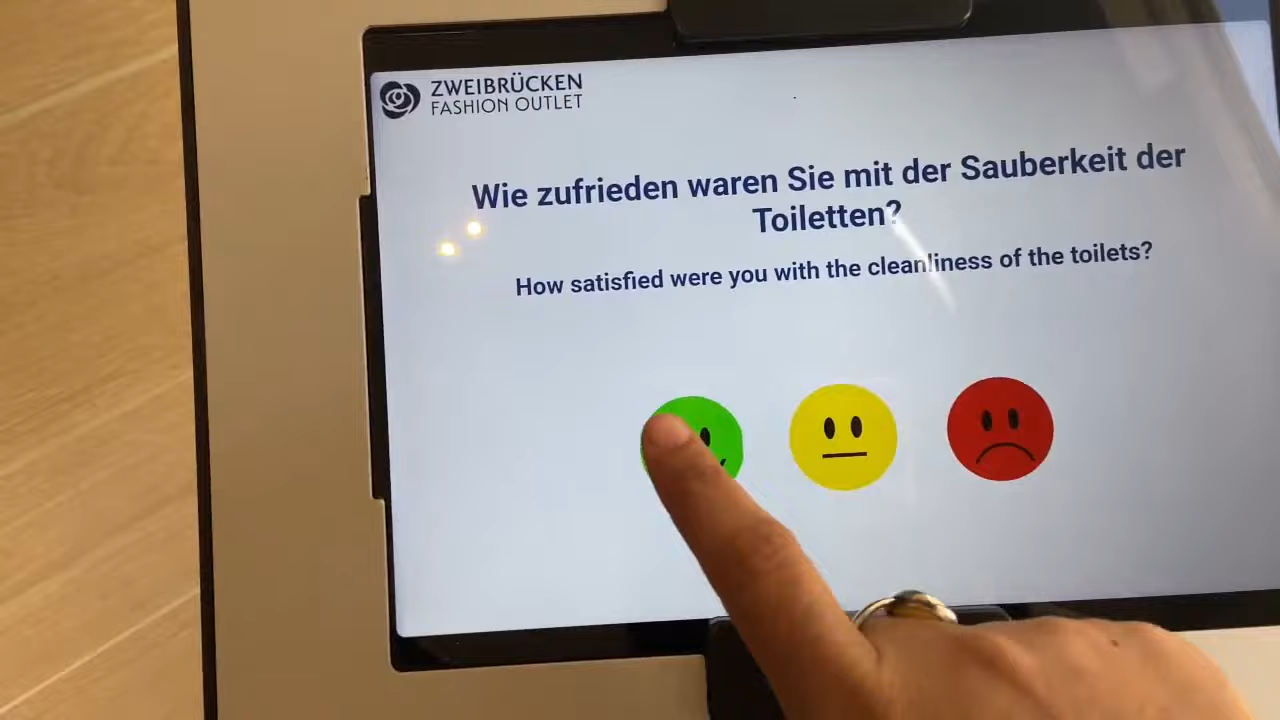 ZWEIBRÜCKEN
FASHION OUTLET
Wie zufrieden waren Sie mit der Sauberkeit der
Toiletten?
How satisfied were you with the cleanliness of the toilets?